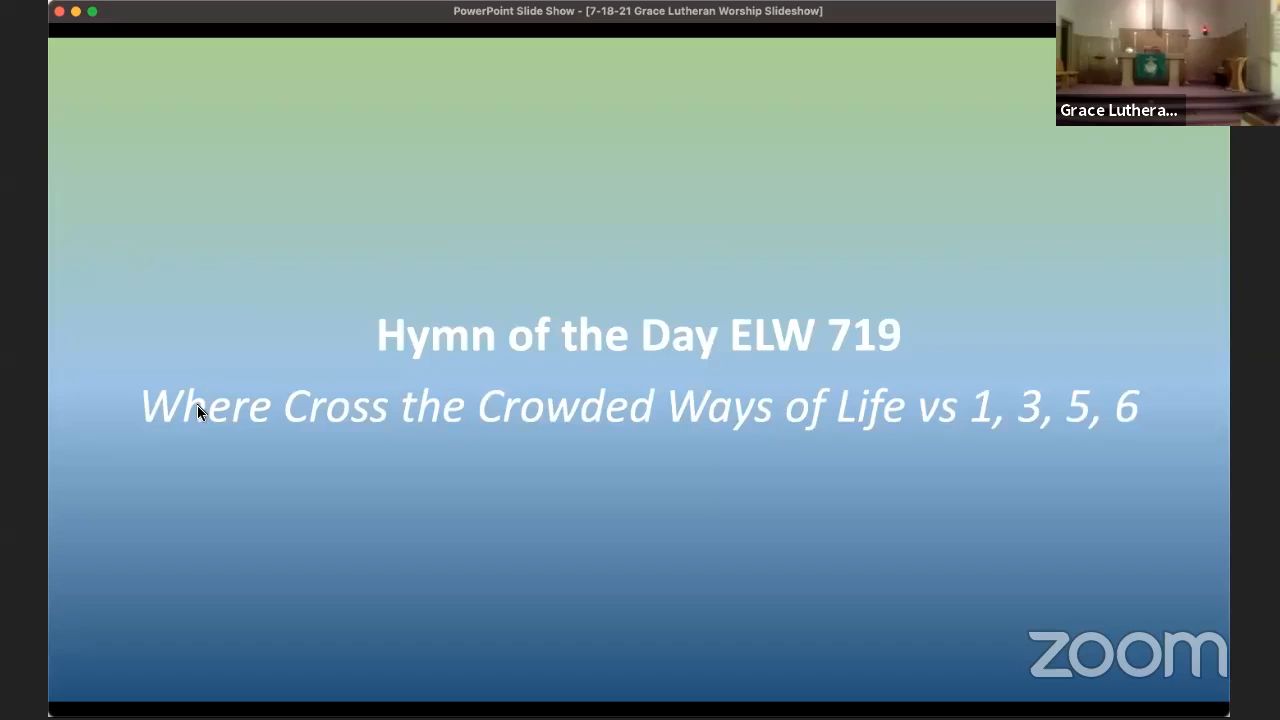 PowerPoint Slide Show - [7-18-21 Grace Lutheran Worship Slideshow]
Grace Luthera...
Hymn of the Day ELW 719
Where Cross the Crowded Ways of Life vs 1, 3, 5, 6
zoom